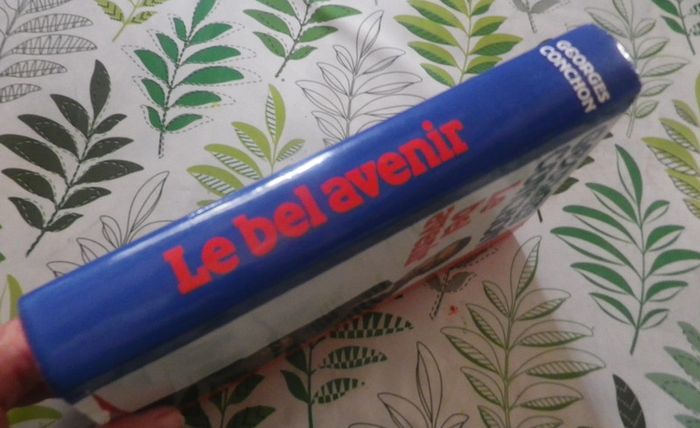 GEORGES
CONCHON
Le bel avenir